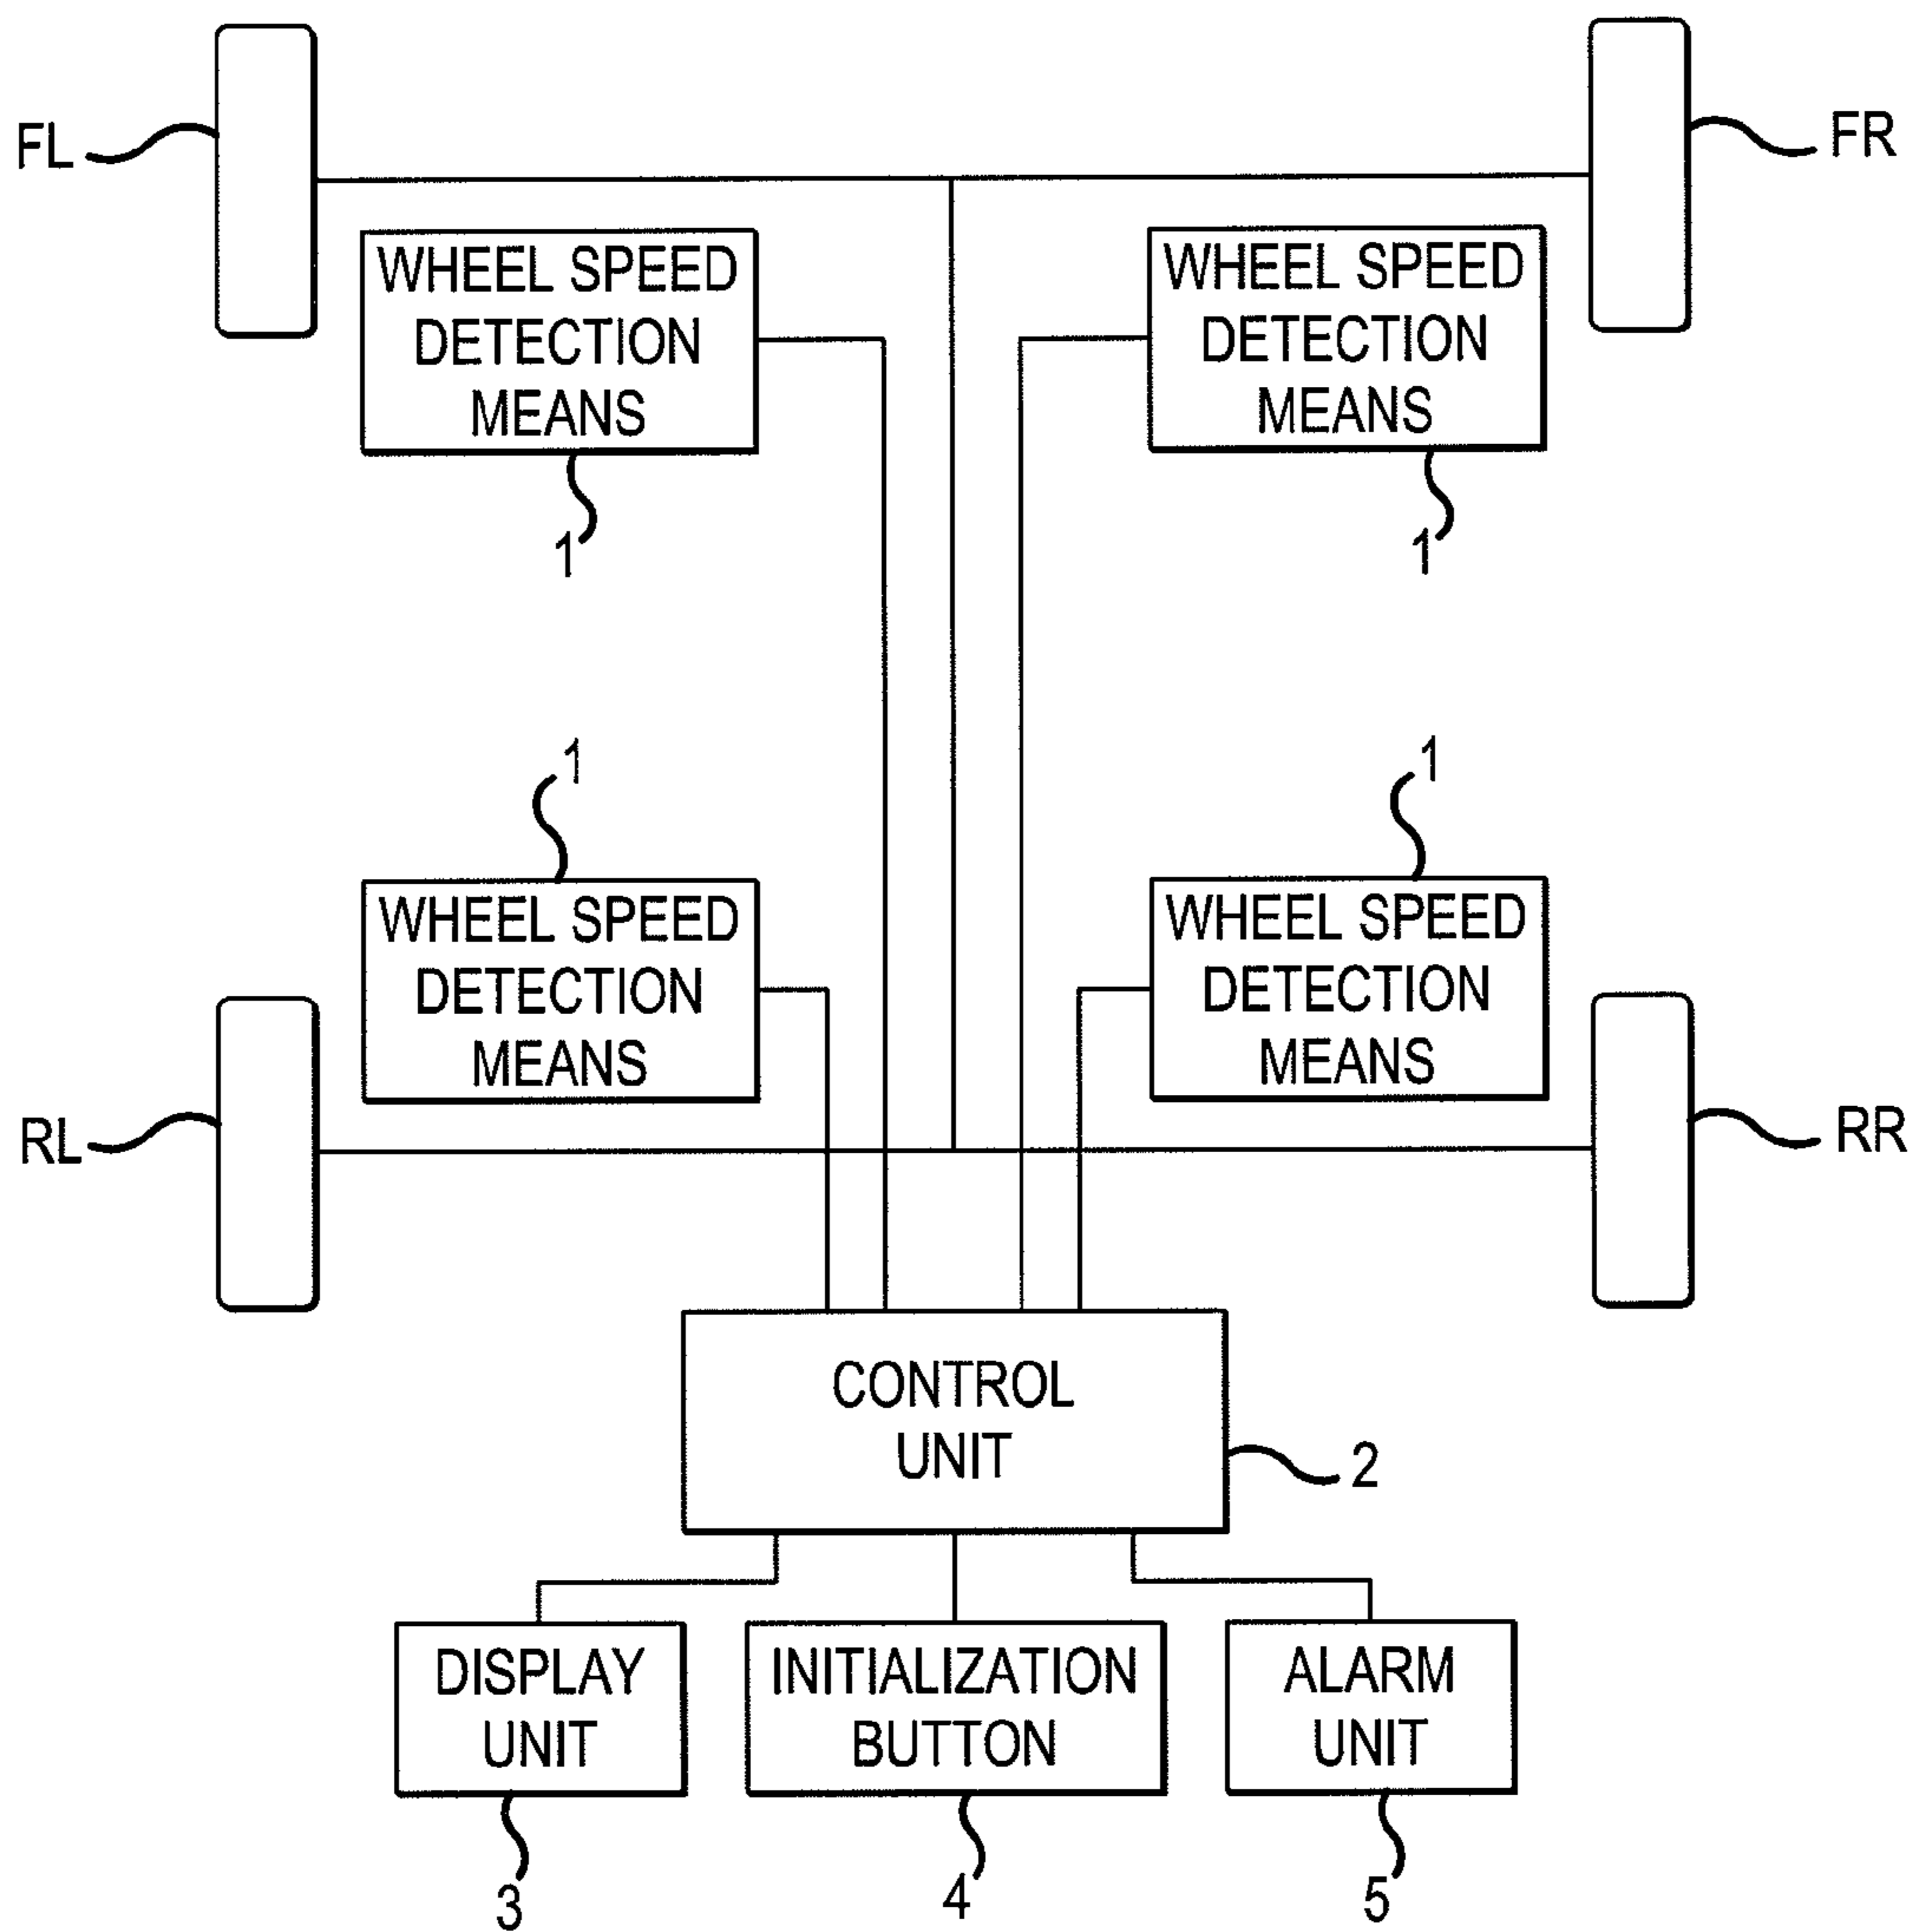 FL
FR
WHEEL SPEED
DETECTION
MEANS
WHEEL SPEED
DETECTION
MEANS
1
1
1
1
WHEEL SPEED
DETECTION
MEANS
WHEEL SPEED
DETECTION
MEANS
RL
RR
CONTROL
UNIT
2
DISPLAY
UNIT
INITIALIZATION
BUTTON
ALARM
UNIT
3
4
5